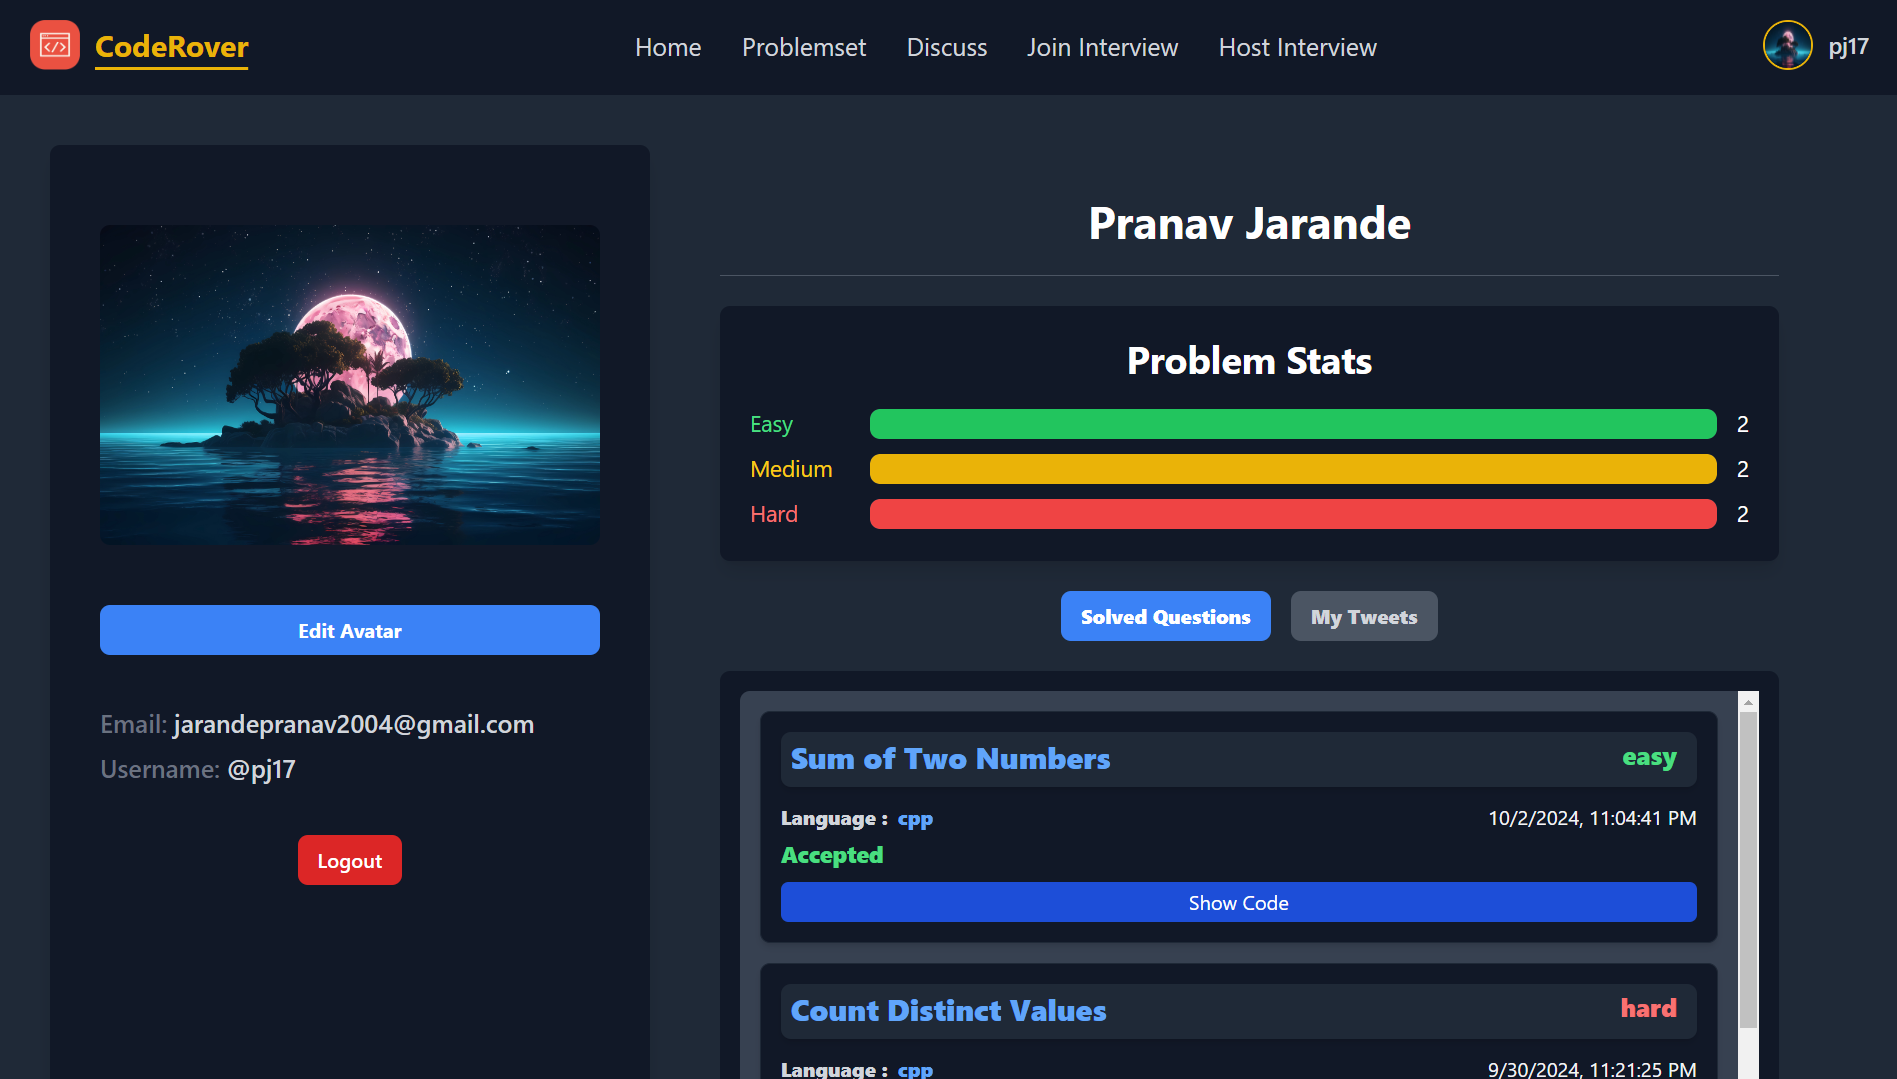 CodeRover
Home Problemset Discuss Join Interview Host Interview
pj17
Edit Avatar
Email: jarandepranav2004@gmail.com
Username: @pj17
Logout
Pranav Jarande
Problem Stats
Easy 2
Medium 2
Hard 2
Solved Questions My Tweets
Sum of Two Numbers easy
Language : cpp 10/2/2024, 11:04:41 PM
Accepted
Show Code
Count Distinct Values hard
Language : cpp 9/30/2024, 11:21:25 PM